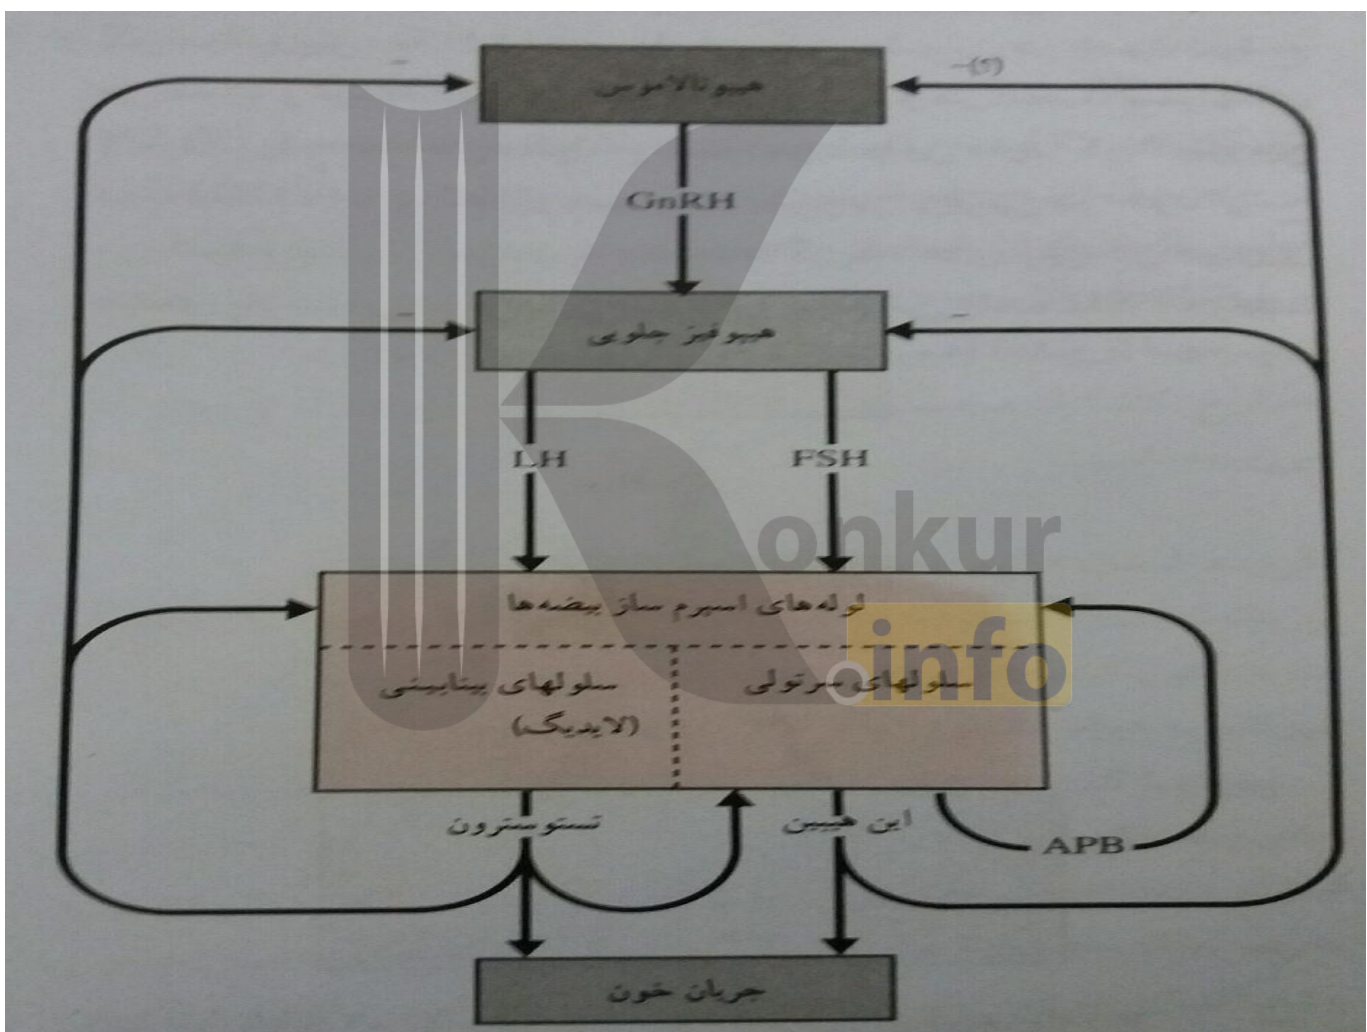 هیپوتالاموس
–
–(؟)
GnRH
هیپوفیز جلویی
–
–
LH
FSH
لوله‌های اسپرم ساز بیضه‌ها
سلولهای سرتولی
سلولهای بینابینی
(لایدیگ)
تستوسترون
این هیبین
APB
جریان خون
Konkur
.info